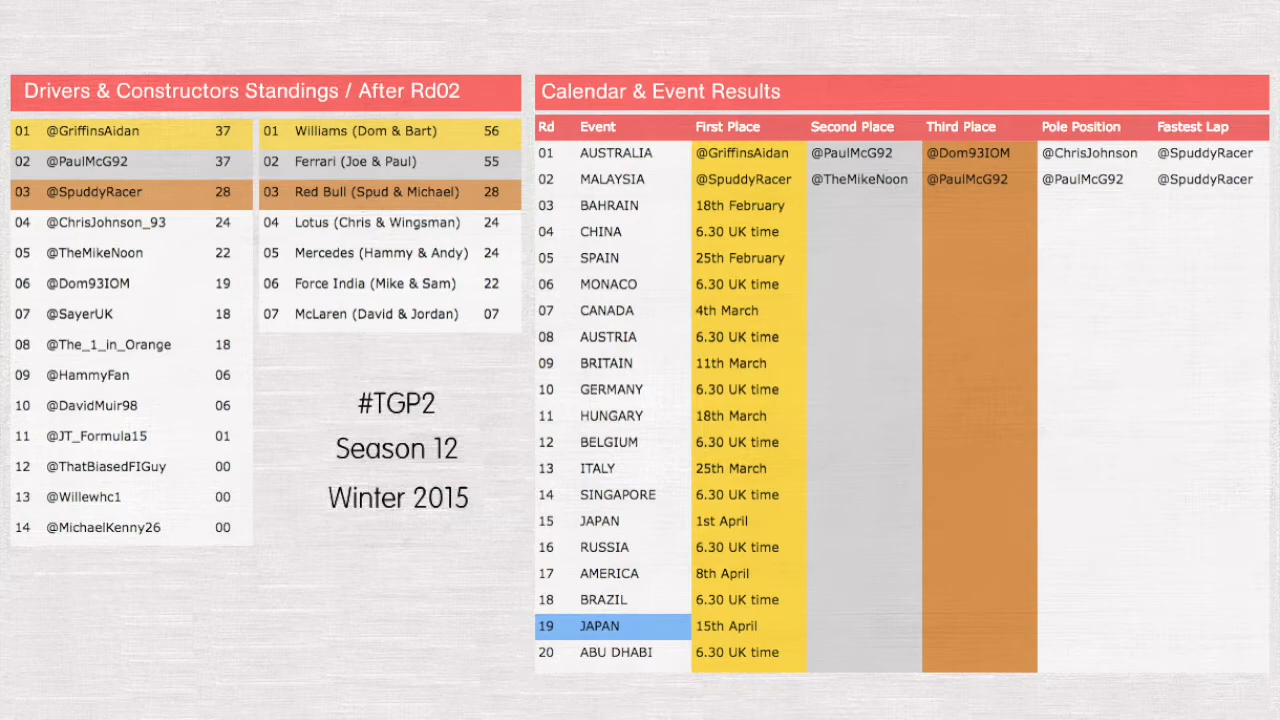 Drivers & Constructors Standings / After Rd02
01 @GriffinsAidan 37
02 @PaulMcG92 37
03 @SpuddyRacer 28
04 @ChrisJohnson_93 24
05 @TheMikeNoon 22
06 @Dom93IOM 19
07 @SayerUK 18
08 @The_1_in_Orange 18
09 @HammyFan 06
10 @DavidMuir98 06
11 @JT_Formula15 01
12 @ThatBiasedFIGuy 00
13 @Willewhc1 00
14 @MichaelKenny26 00
01 Williams (Dom & Bart) 56
02 Ferrari (Joe & Paul) 55
03 Red Bull (Spud & Michael) 28
04 Lotus (Chris & Wingsman) 24
05 Mercedes (Hammy & Andy) 24
06 Force India (Mike & Sam) 22
07 McLaren (David & Jordan) 07
#TGP2
Season 12
Winter 2015
Calendar & Event Results
Rd Event First Place Second Place Third Place Pole Position Fastest Lap
01 AUSTRALIA @GriffinsAidan @PaulMcG92 @Dom93IOM @ChrisJohnson @SpuddyRacer
02 MALAYSIA @SpuddyRacer @TheMikeNoon @PaulMcG92 @PaulMcG92 @SpuddyRacer
03 BAHRAIN 18th February
04 CHINA 6.30 UK time
05 SPAIN 25th February
06 MONACO 6.30 UK time
07 CANADA 4th March
08 AUSTRIA 6.30 UK time
09 BRITAIN 11th March
10 GERMANY 6.30 UK time
11 HUNGARY 18th March
12 BELGIUM 6.30 UK time
13 ITALY 25th March
14 SINGAPORE 6.30 UK time
15 JAPAN 1st April
16 RUSSIA 6.30 UK time
17 AMERICA 8th April
18 BRAZIL 6.30 UK time
19 JAPAN 15th April
20 ABU DHABI 6.30 UK time